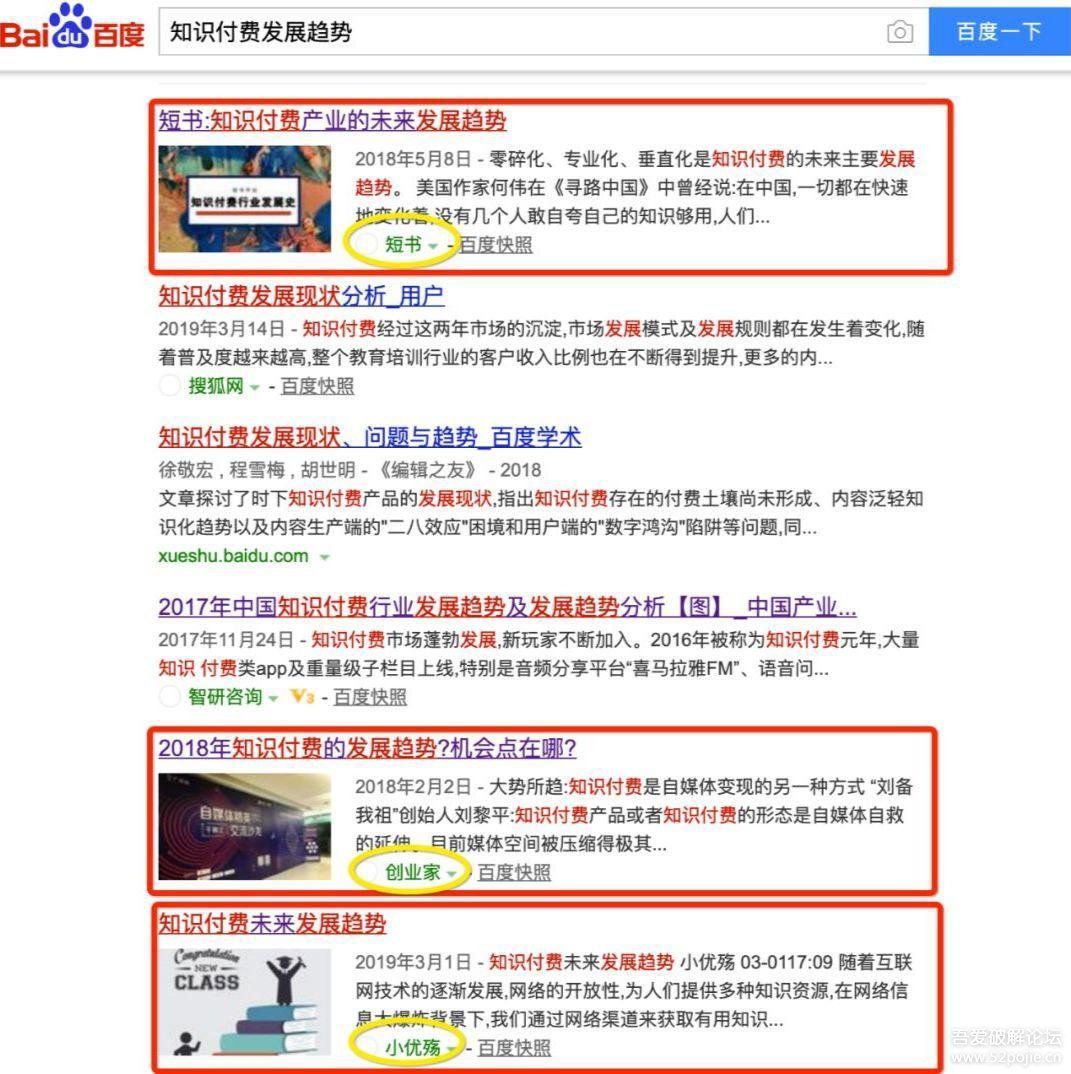 Bai du 百度
知识付费发展趋势
百度一下
短书:知识付费产业的未来发展趋势
知识付费行业发展史
2018年5月8日 - 零碎化、专业化、垂直化是知识付费的未来主要发展
趋势。 美国作家何伟在《寻路中国》中曾经说:在中国,一切都在快速
地变化着,没有几个人敢自夸自己的知识够用,人们...
短书 - 百度快照
知识付费发展现状分析_用户
2019年3月14日 - 知识付费经过这两年市场的沉淀,市场发展模式及发展规则都在发生着变化,随
着普及度越来越高,整个教育培训行业的客户收入比例也在不断得到提升,更多的内...
搜狐网 - 百度快照
知识付费发展现状、问题与趋势_百度学术
徐敬宏 , 程雪梅 , 胡世明 - 《编辑之友》 - 2018
文章探讨了时下知识付费产品的发展现状,指出知识付费存在的付费土壤尚未形成、内容泛轻知
识化趋势以及内容生产端的"二八效应"困境和用户端的"数字鸿沟"陷阱等问题,同...
xueshu.baidu.com
2017年中国知识付费行业发展趋势及发展趋势分析【图】_中国产业...
2017年11月24日 - 知识付费市场蓬勃发展,新玩家不断加入。2016年被称为知识付费元年,大量
知识 付费类app及重量级子栏目上线,特别是音频分享平台“喜马拉雅FM”、语音问...
智研咨询 V3 - 百度快照
2018年知识付费的发展趋势?机会点在哪?
自媒体
交流沙龙
2018年2月2日 - 大势所趋:知识付费是自媒体变现的另一种方式 “刘备
我祖”创始人刘黎平:知识付费产品或者知识付费的形态是自媒体自救
的延伸。目前媒体空间被压缩得极其...
创业家 - 百度快照
知识付费未来发展趋势
Congratulation
NEW
CLASS
2019年3月1日 - 知识付费未来发展趋势 小优殇 03-0117:09 随着互联
网技术的逐渐发展,网络的开放性,为人们提供多种知识资源,在网络信
息大爆炸背景下,我们通过网络渠道来获取有用知识...
小优殇 - 百度快照
吾爱破解论坛
www.52pojie.cn